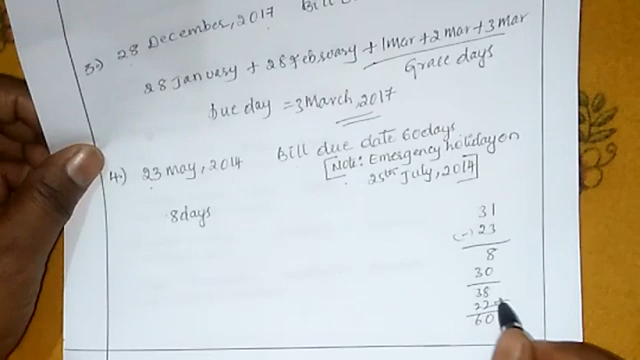 3) 28 December, 2017 Bill
28 January + 28 February + 1 Mar + 2 Mar + 3 Mar
Grace days
Due day = 3 March, 2017
4) 23 may, 2014 Bill due date 60 days
[Note: Emergency holiday on
25th July, 2014]
8 days
31
(-) 23
8
30
38
22
60